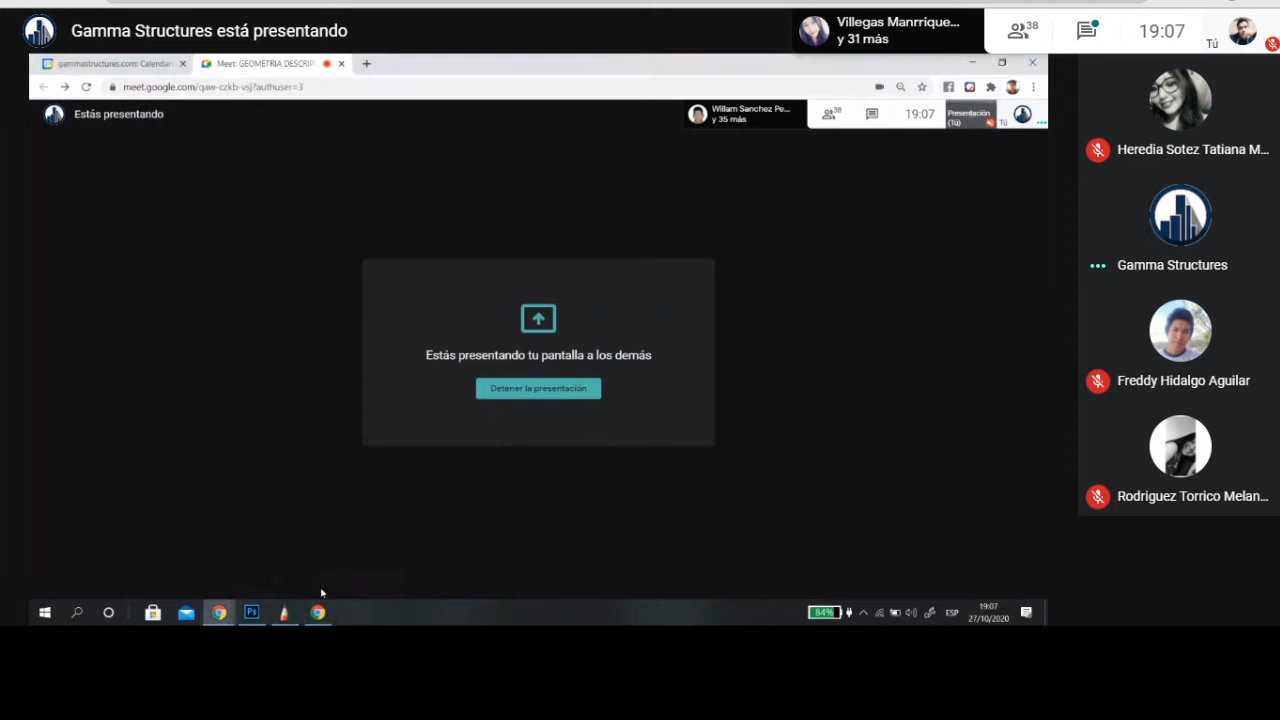 Gamma Structures está presentando
Villegas Manrrique...
y 31 más
38
19:07
Tú
gammastructures.com: Calendari
Meet: GEOMETRIA DESCRIP
meet.google.com/qaw-czkb-vsj?authuser=3
Estás presentando
Willam Sanchez Pe...
y 35 más
38
19:07
Presentación
(Tú)
Tú
Estás presentando tu pantalla a los demás
Detener la presentación
Heredia Sotez Tatiana M...
Gamma Structures
Freddy Hidalgo Aguilar
Rodriguez Torrico Melan...
Ps
84%
ESP
19:07
27/10/2020